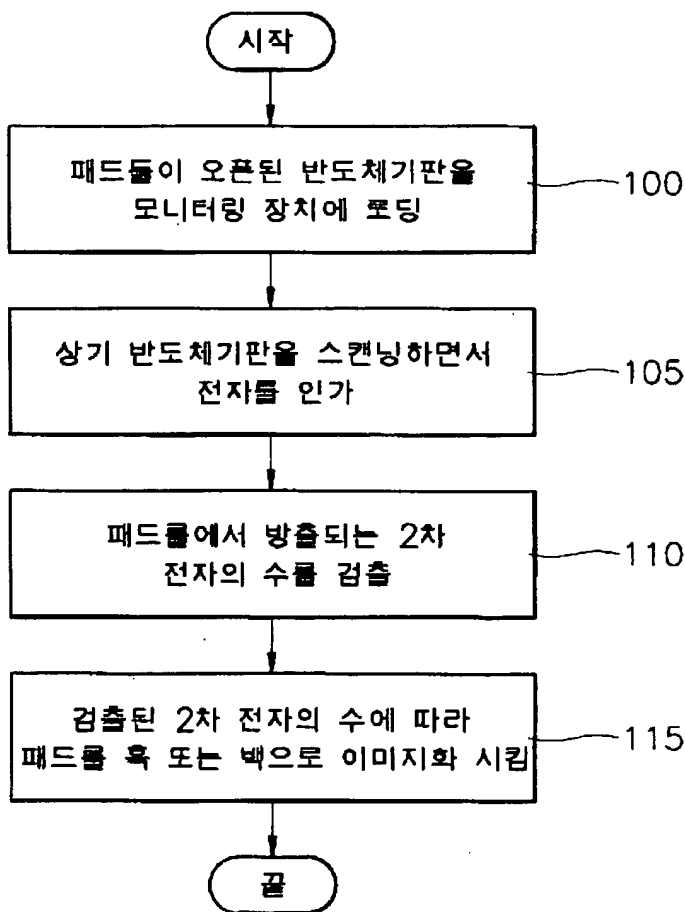 시작
패드들이 오픈된 반도체기판을
모니터링 장치에 로딩
100
상기 반도체기판을 스캔닝하면서
전자를 인가
105
패드들에서 방출되는 2차
전자의 수를 검출
110
검출된 2차 전자의 수에 따라
패드를 흑 또는 백으로 이미지화 시킴
115
끝